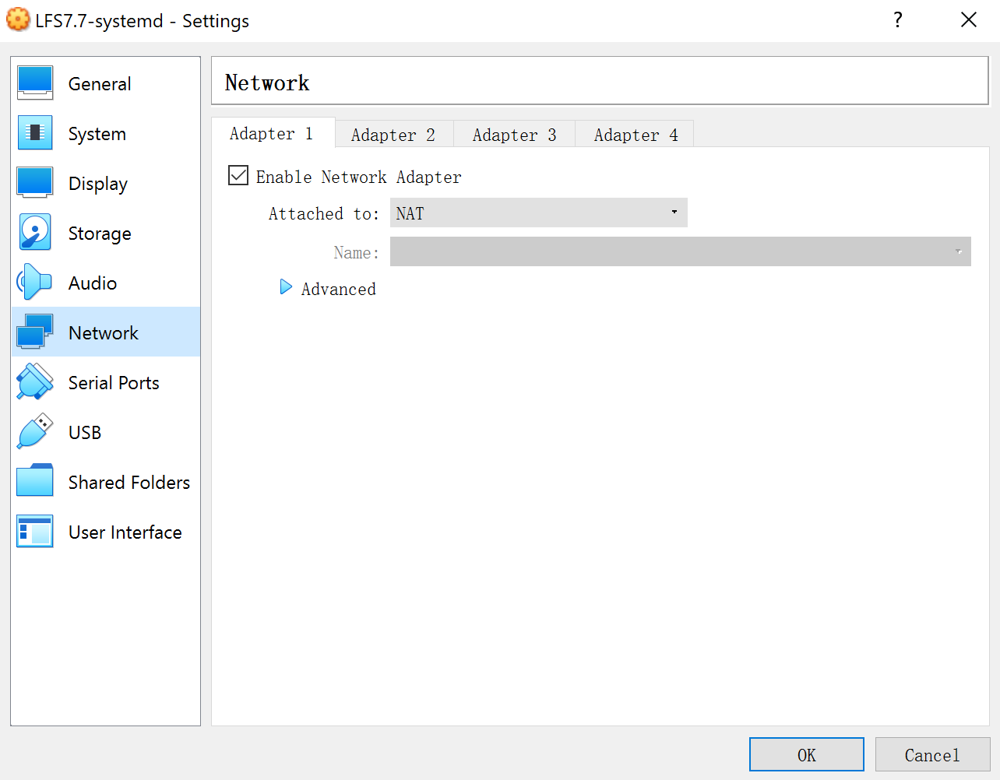 LFS7.7-systemd - Settings
?
General
System
Display
Storage
Audio
Network
Serial Ports
USB
Shared Folders
User Interface
Network
Adapter 1 Adapter 2 Adapter 3 Adapter 4
Enable Network Adapter
Attached to: NAT
Name:
Advanced
OK Cancel